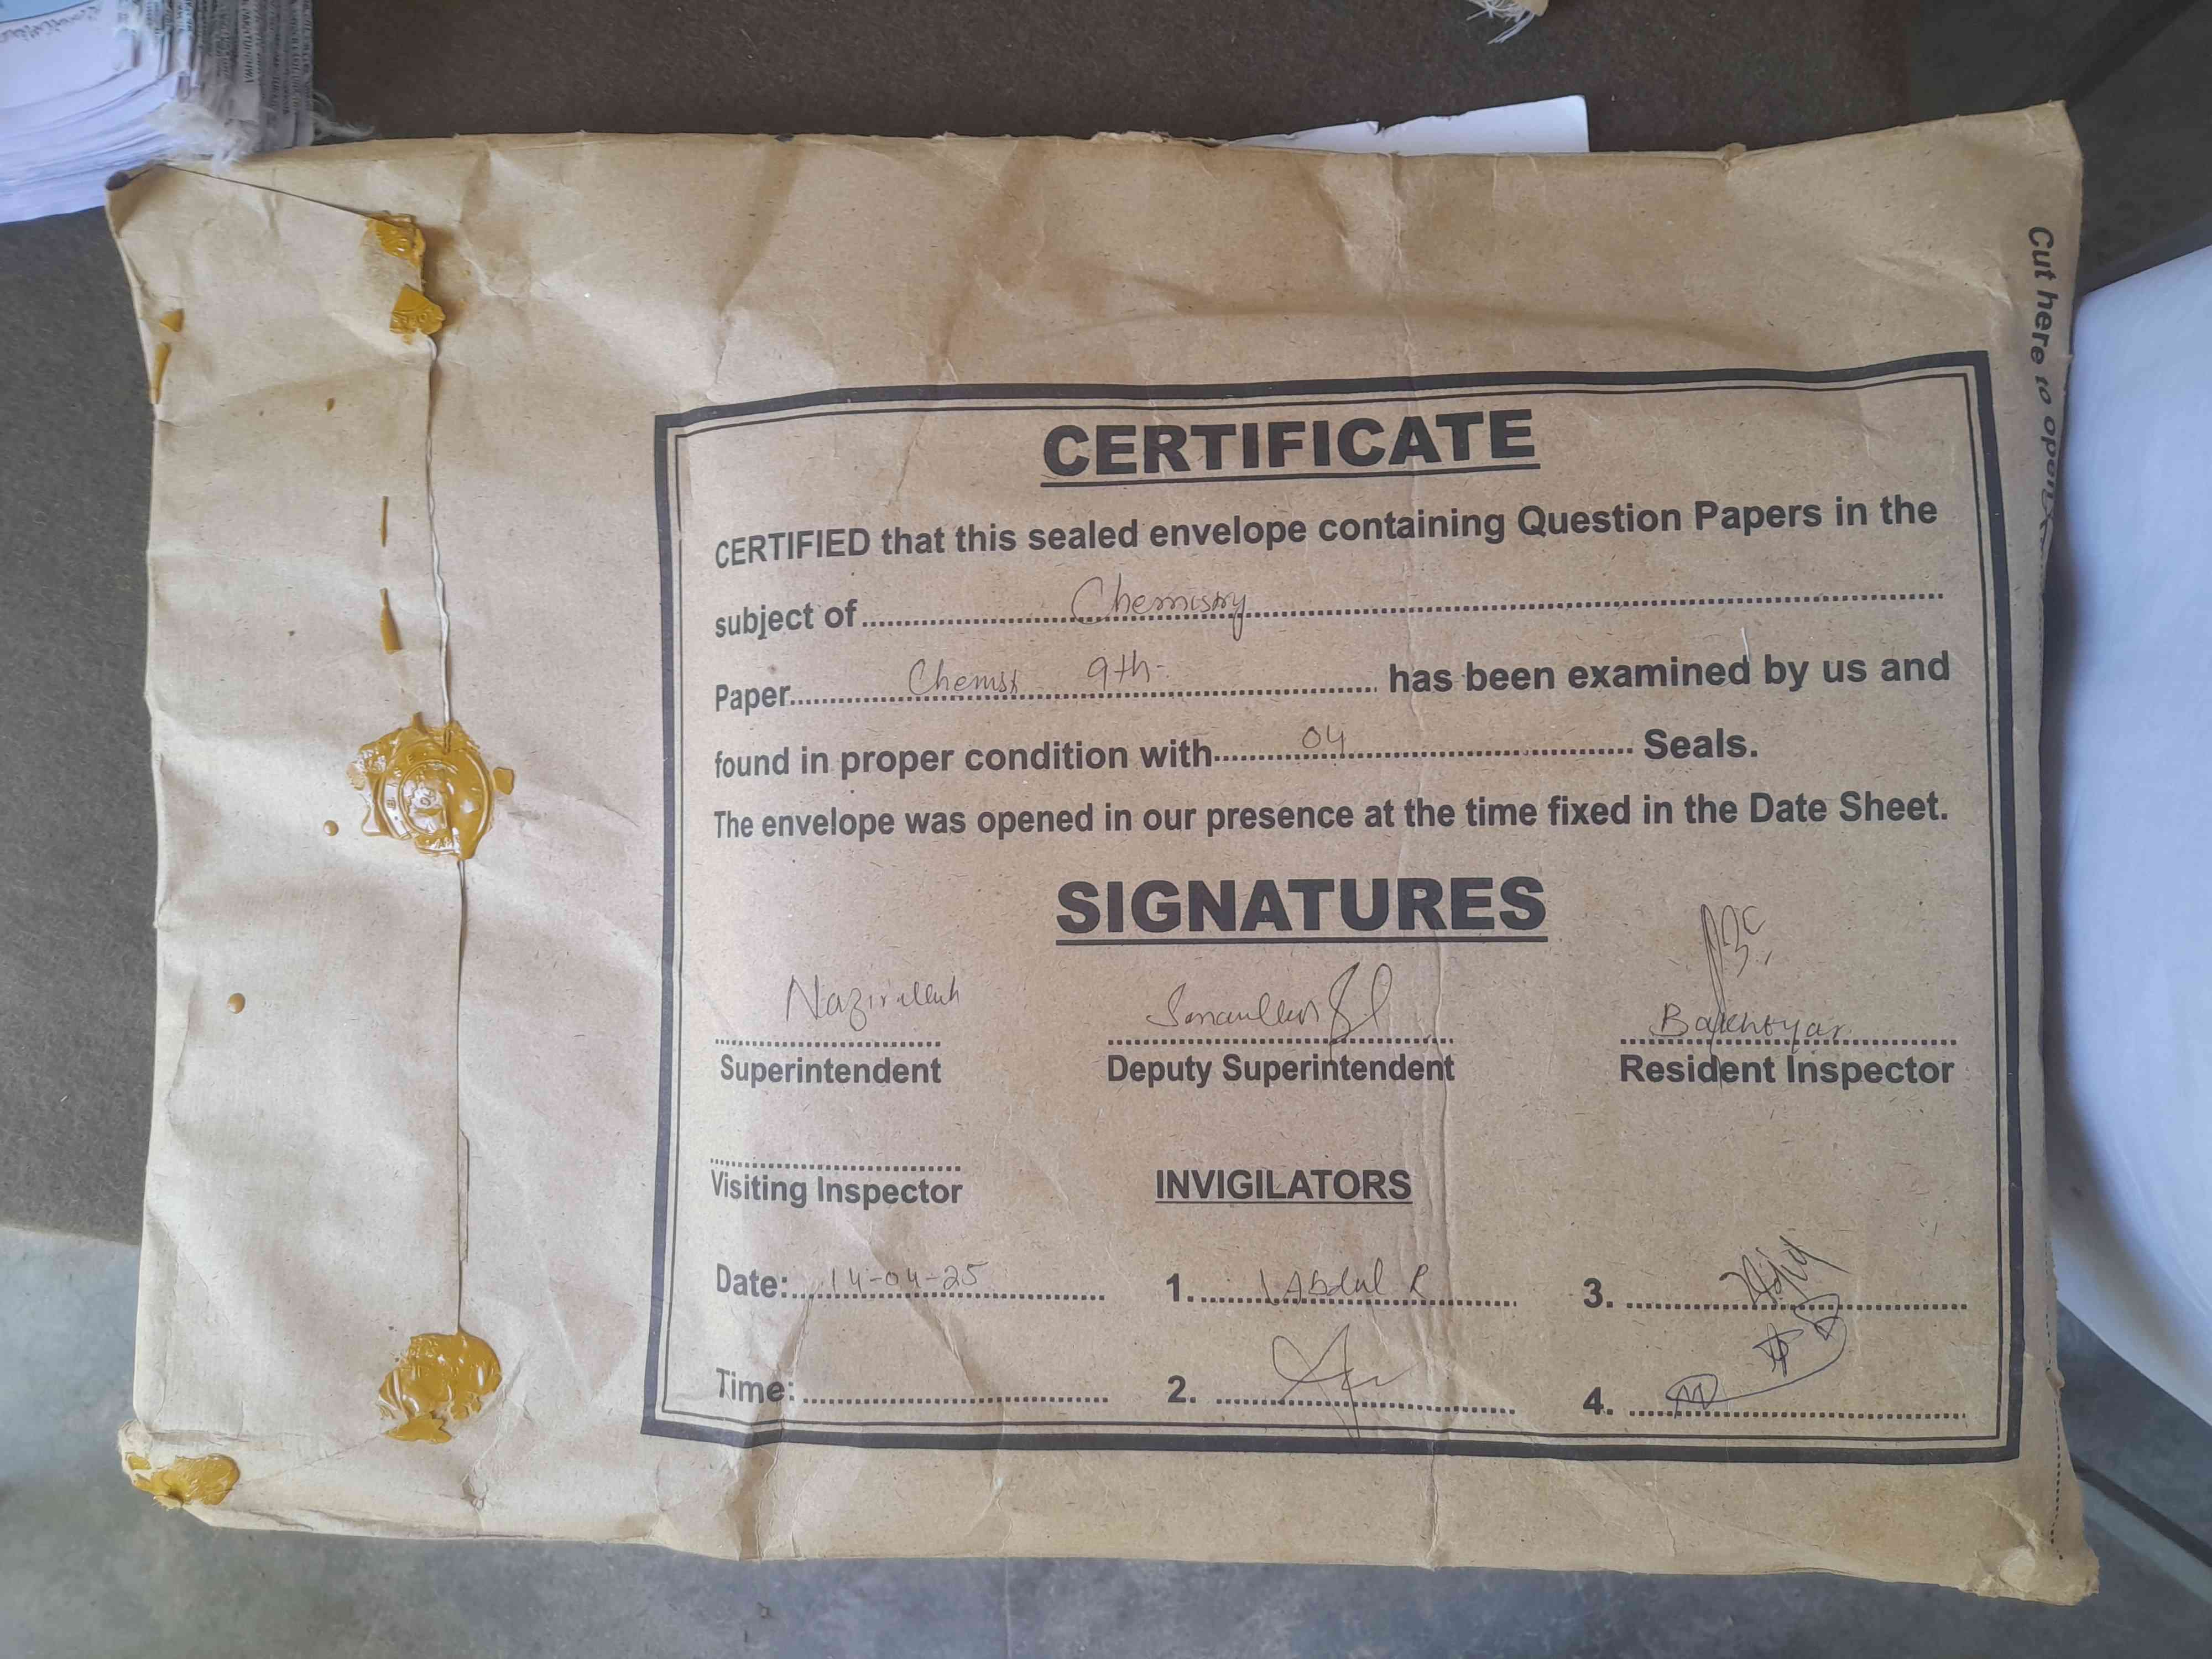 Cut here to open
CERTIFICATE
CERTIFIED that this sealed envelope containing Question Papers in the
subject of Chemistry
Paper Chemst 9th- has been examined by us and
found in proper condition with 04 Seals.
The envelope was opened in our presence at the time fixed in the Date Sheet.
SIGNATURES
Nazirullah
Superintendent
Deputy Superintendent
Bakhtyar
Resident Inspector
Visiting Inspector
INVIGILATORS
Date: 14-04-25 1. Abdul R 3.
Time: 2. 4.